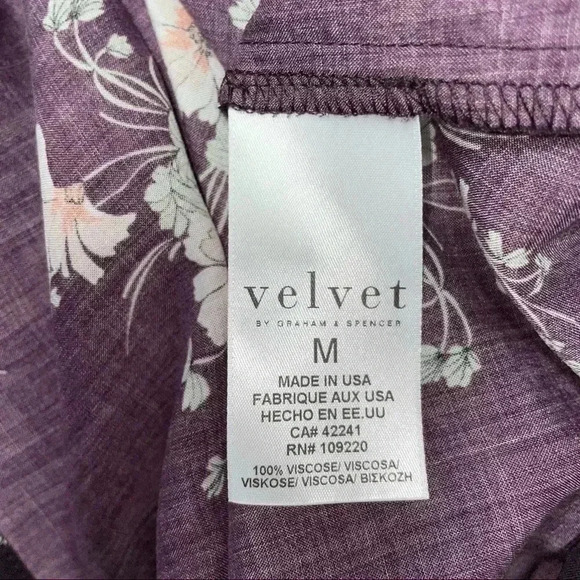 velvet
BY GRAHAM & SPENCER
M
MADE IN USA
FABRIQUE AUX USA
HECHO EN EE.UU
CA# 42241
RN# 109220
100% VISCOSE/ VISCOSA/
VISKOSE/ VISCOSA/ ΒΙΣΚΟΖΗ